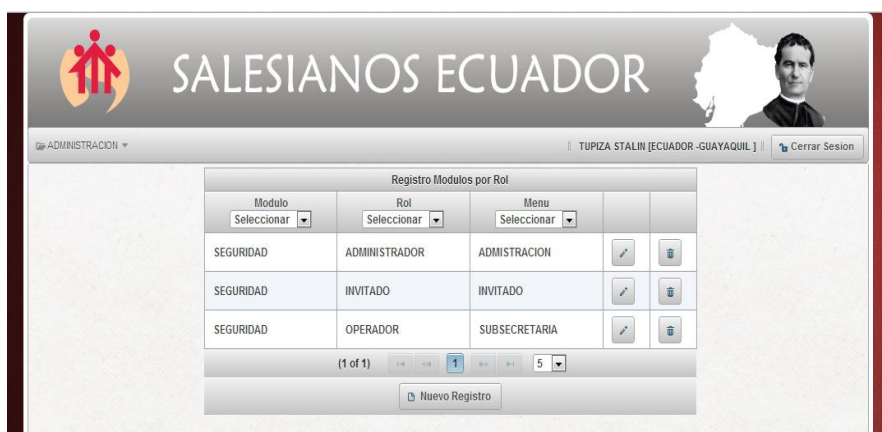 SALESIANOS ECUADOR
ADMINISTRACION
TUPIZA STALIN [ECUADOR -GUAYAQUIL ]
Cerrar Sesion
Registro Modulos por Rol
Modulo Rol Menu
Seleccionar Seleccionar Seleccionar
SEGURIDAD ADMINISTRADOR ADMISTRACION
SEGURIDAD INVITADO INVITADO
SEGURIDAD OPERADOR SUBSECRETARIA
(1 of 1) 1 5
Nuevo Registro